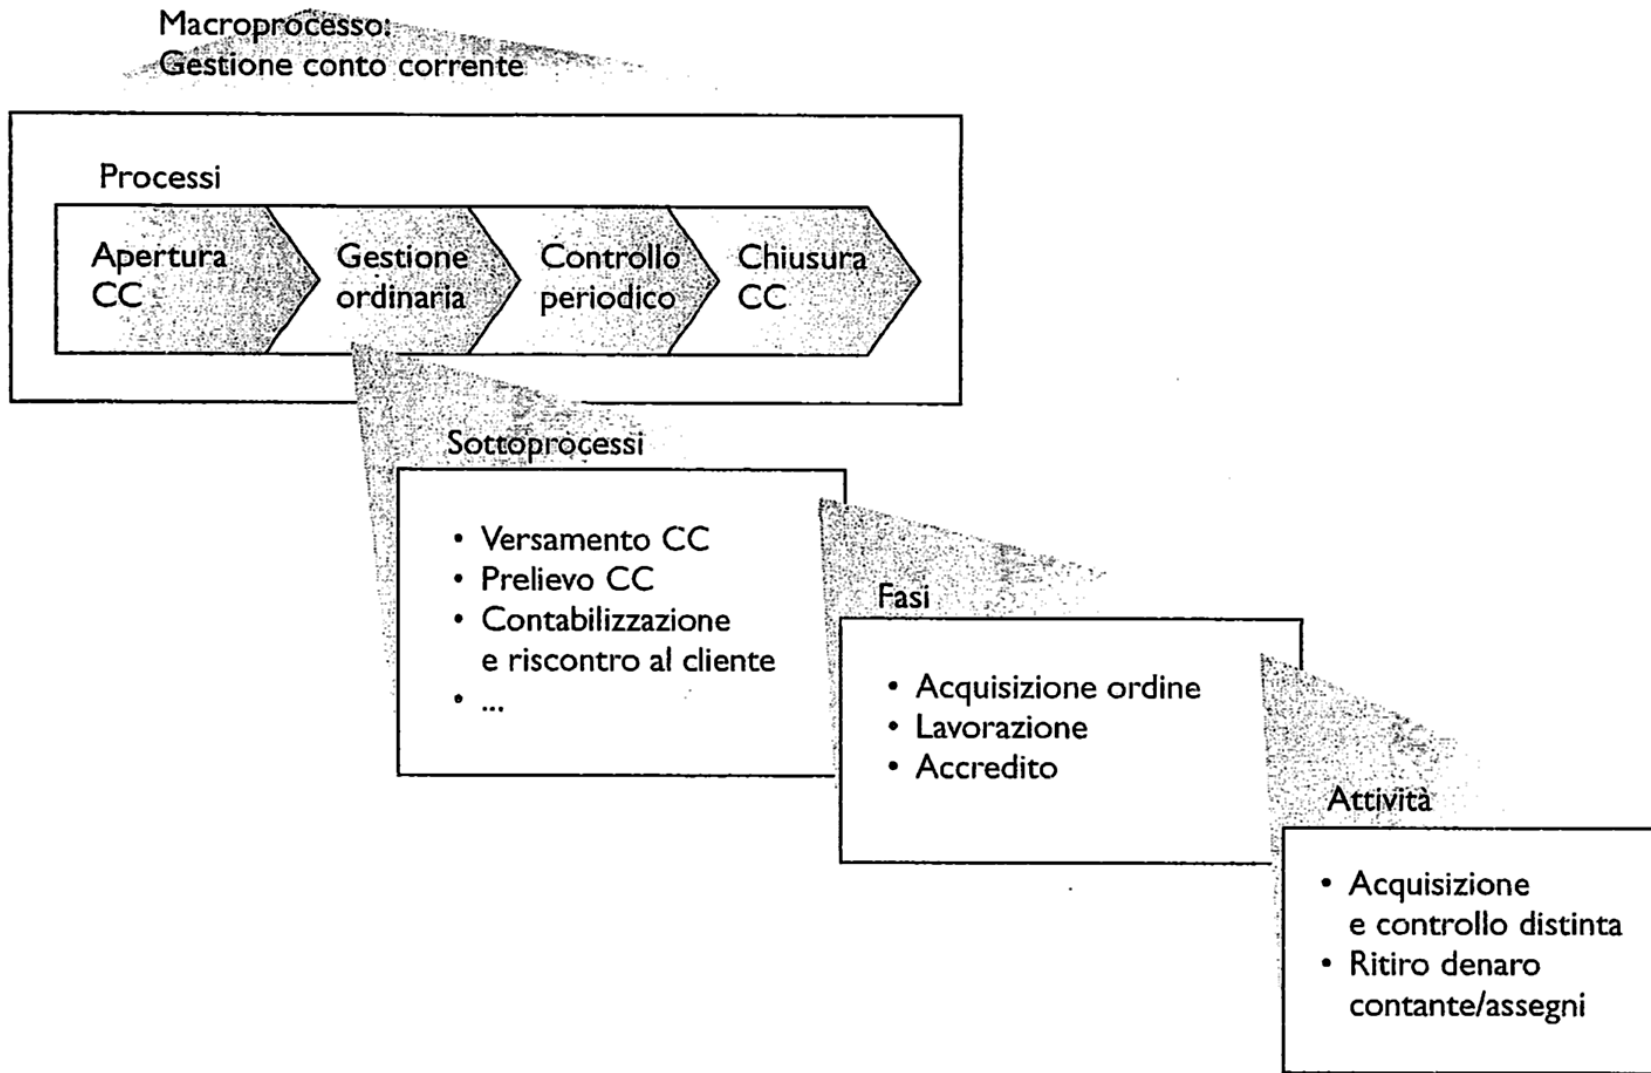 Macroprocesso:
Gestione conto corrente
Processi
Apertura
CC
Gestione
ordinaria
Controllo
periodico
Chiusura
CC
Sottoprocessi
• Versamento CC
• Prelievo CC
• Contabilizzazione
e riscontro al cliente
• ...
Fasi
• Acquisizione ordine
• Lavorazione
• Accredito
Attività
• Acquisizione
e controllo distinta
• Ritiro denaro
contante/assegni